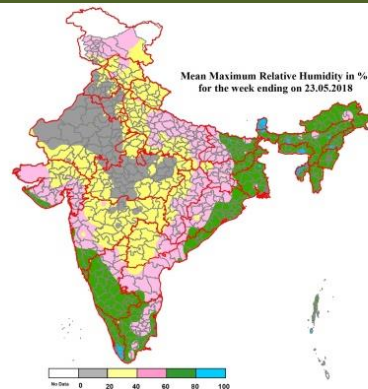 Mean Maximum Relative Humidity in %
for the week ending on 23.05.2018
No Data 0 20 40 60 80 100